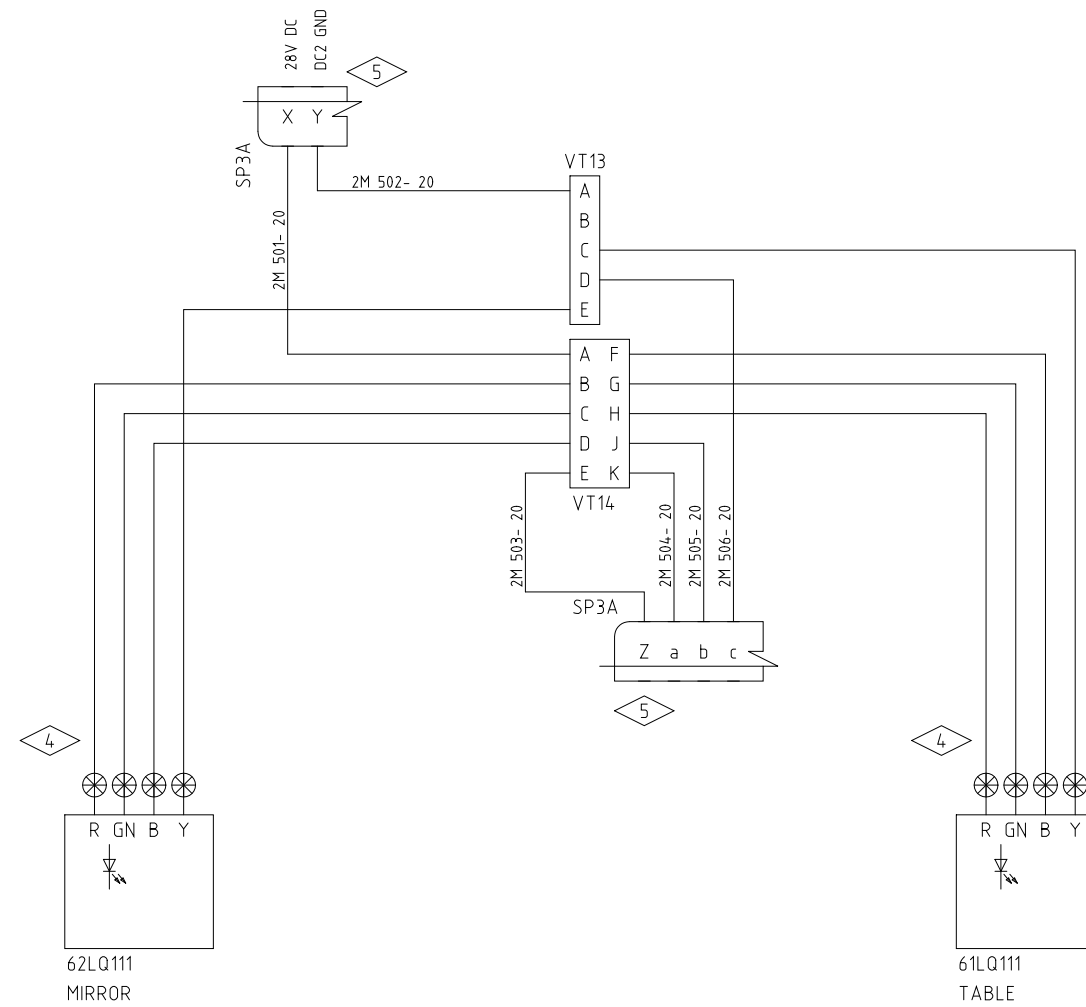 28V DC
DC2 GND
5
X Y
SP3A
VT13
2M 502- 20
A
B
C
D
E
2M 501- 20
A F
B G
C H
D J
E K
VT14
2M 503- 20
2M 504- 20
2M 505- 20
2M 506- 20
SP3A
Z a b c
5
4
4
R GN B Y
R GN B Y
62LQ111
MIRROR
61LQ111
TABLE